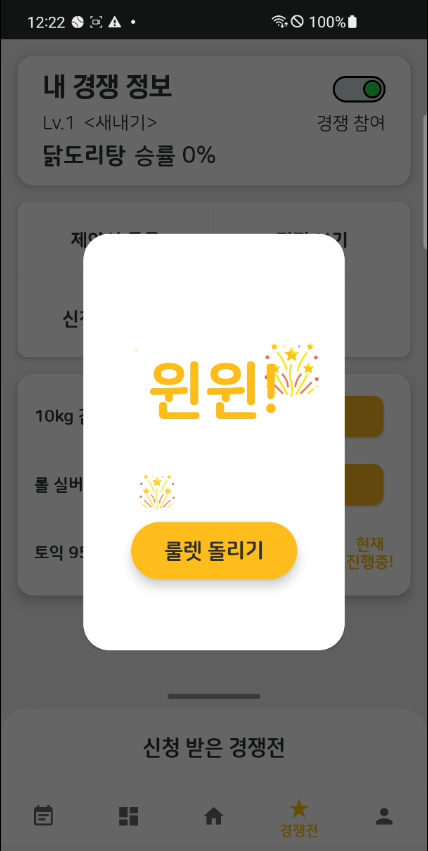 12:22
100%
내 경쟁 정보
Lv.1 <새내기>
경쟁 참여
닭도리탕 승률 0%
윈윈!
룰렛 돌리기
10kg
롤 실버
토익 95
현재
진행중!
신청 받은 경쟁전
경쟁전